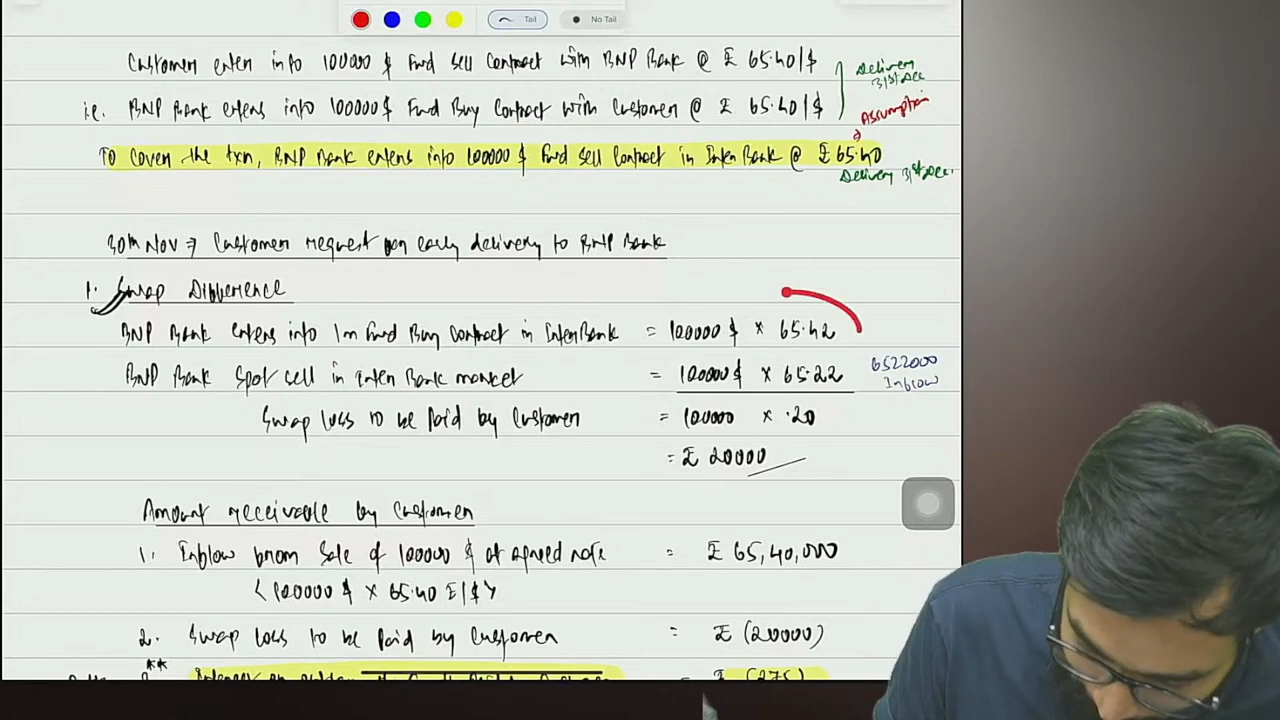 Tail
No Tail
Customer enters into 100000 $ Fwd Sell Contract with BNP Bank @ ₤ 65.40/$
Delivery
31st Dec
i.e. BNP Bank enters into 100000 $ Fwd Buy Contract with Customer @ ₤ 65.40/$
Assumption
To cover the txn, BNP Bank enters into 100000 $ Fwd Sell Contract in Inter Bank @ ₤ 65.40
Delivery 31st Dec.
30th Nov ⇒ Customer request for early delivery to BNP Bank
1. Swap Difference
BNP Bank enters into 1m Fwd Buy Contract in Inter Bank = 100000 $ × 65.42
BNP Bank Spot sell in Inter Bank market = 100000 $ × 65.22
6522000
Inflow
Swap loss to be paid by Customer = 100000 × .20
= ₤ 20000
Amount receivable by Customer
1. Inflow from Sale of 100000 $ at agreed rate = ₤ 65,40,000
<100000 $ × 65.40 ₤/$>
2. Swap loss to be paid by Customer = ₤ (20000)
**